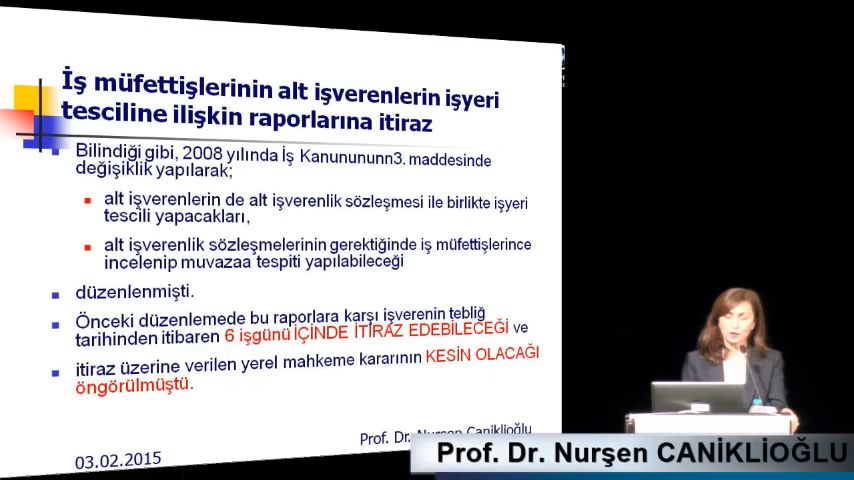 İş müfettişlerinin alt işverenlerin işyeri
tesciline ilişkin raporlarına itiraz
Bilindiği gibi, 2008 yılında İş Kanunununn3. maddesinde
değişiklik yapılarak;
alt işverenlerin de alt işverenlik sözleşmesi ile birlikte işyeri
tescili yapacakları,
alt işverenlik sözleşmelerinin gerektiğinde iş müfettişlerince
incelenip muvazaa tespiti yapılabileceği
düzenlenmişti.
Önceki düzenlemede bu raporlara karşı işverenin tebliğ
tarihinden itibaren 6 işgünü İÇİNDE İTİRAZ EDEBİLECEĞİ ve
itiraz üzerine verilen yerel mahkeme kararının KESİN OLACAĞI
öngörülmüştü.
Prof. Dr. Nurşen Caniklioğlu
03.02.2015
Prof. Dr. Nurşen CANİKLİOĞLU